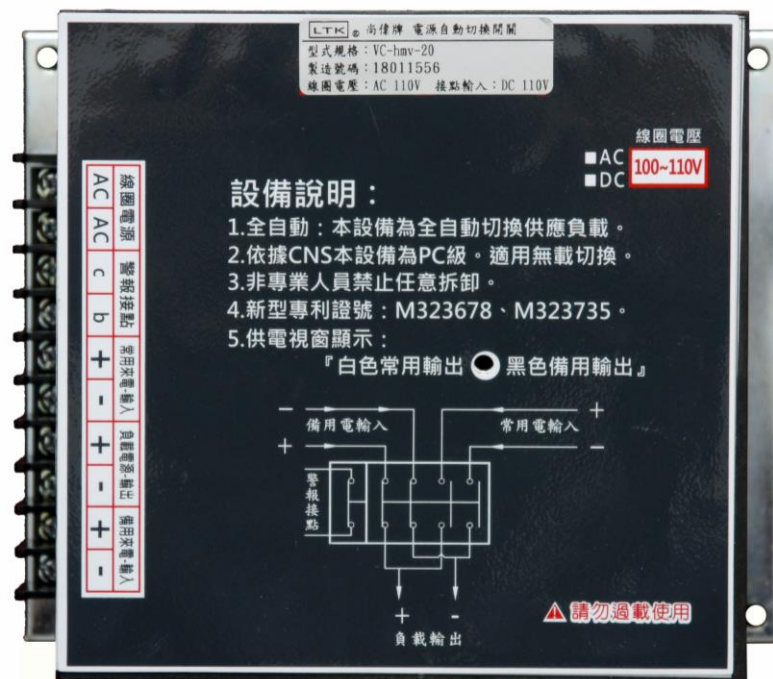 LTK ® 尚偉牌 電源自動切換開關
型式規格：VC-hmv-20
製造號碼：18011556
線圈電壓：AC 110V 接點輸入：DC 110V
線圈電壓
■AC
■DC
100~110V
設備說明：
1.全自動：本設備為全自動切換供應負載。
2.依據CNS本設備為PC級。適用無載切換。
3.非專業人員禁止任意拆卸。
4.新型專利證號：M323678、M323735。
5.供電視窗顯示：
『白色常用輸出 黑色備用輸出』
線圈電源
AC AC
警報接點
c b
常用來電-輸入
+ -
負載電源-輸出
+ -
備用來電-輸入
+ -
- 備用電輸入 +
常用電輸入 + -
警報接點
+ -
負載輸出
請勿過載使用